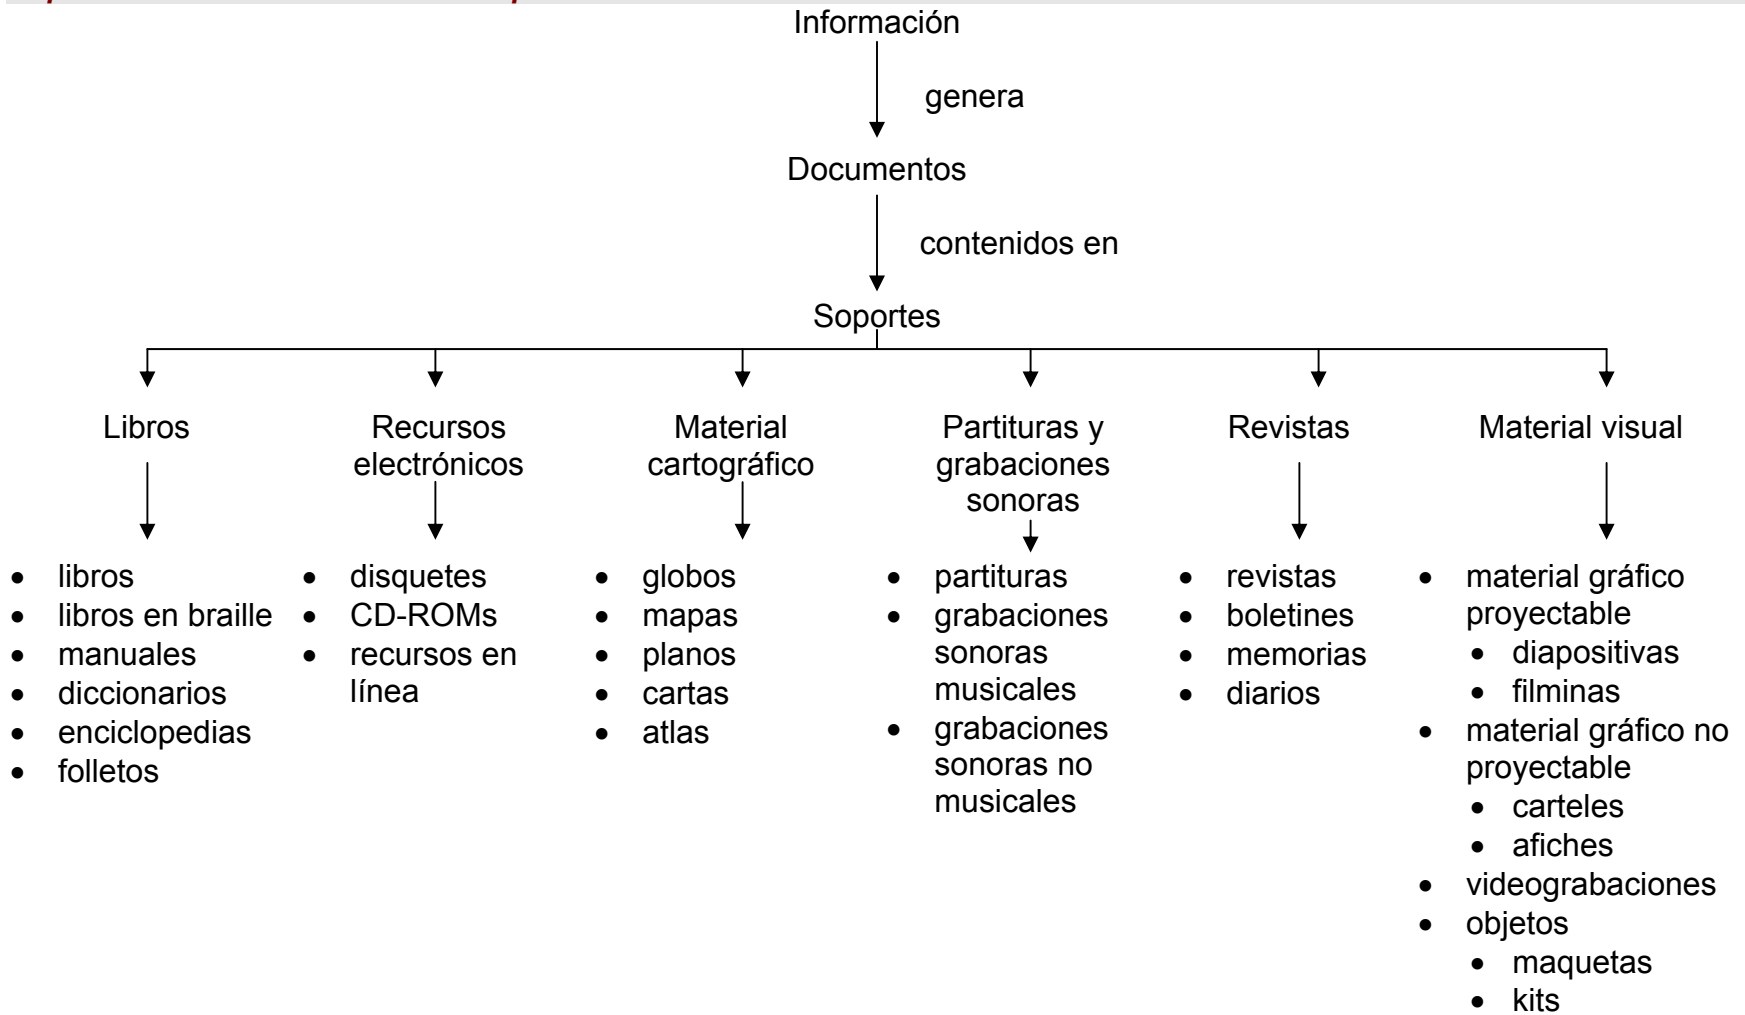 Información
genera
Documentos
contenidos en
Soportes
Libros
• libros
• libros en braille
• manuales
• diccionarios
• enciclopedias
• folletos
Recursos
electrónicos
• disquetes
• CD-ROMs
• recursos en
línea
Material
cartográfico
• globos
• mapas
• planos
• cartas
• atlas
Partituras y
grabaciones
sonoras
• partituras
• grabaciones
sonoras
musicales
• grabaciones
sonoras no
musicales
Revistas
• revistas
• boletines
• memorias
• diarios
Material visual
• material gráfico
proyectable
• diapositivas
• filminas
• material gráfico no
proyectable
• carteles
• afiches
• videograbaciones
• objetos
• maquetas
• kits